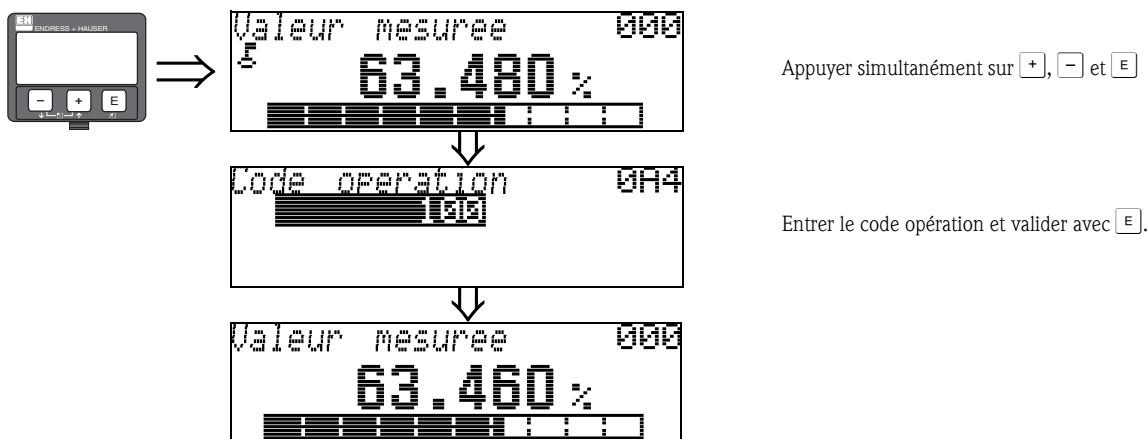 EH
ENDRESS + HAUSER
- + E
Valeur mesuree 000
63.480 %
Appuyer simultanément sur +, - et E
Code operation 0A4
100
Entrer le code opération et valider avec E.
Valeur mesuree 000
63.460 %